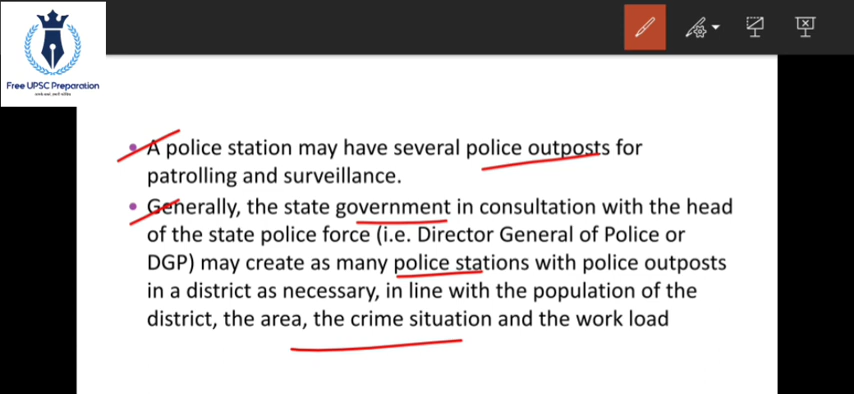 Free UPSC Preparation
• A police station may have several police outposts for
patrolling and surveillance.
• Generally, the state government in consultation with the head
of the state police force (i.e. Director General of Police or
DGP) may create as many police stations with police outposts
in a district as necessary, in line with the population of the
district, the area, the crime situation and the work load